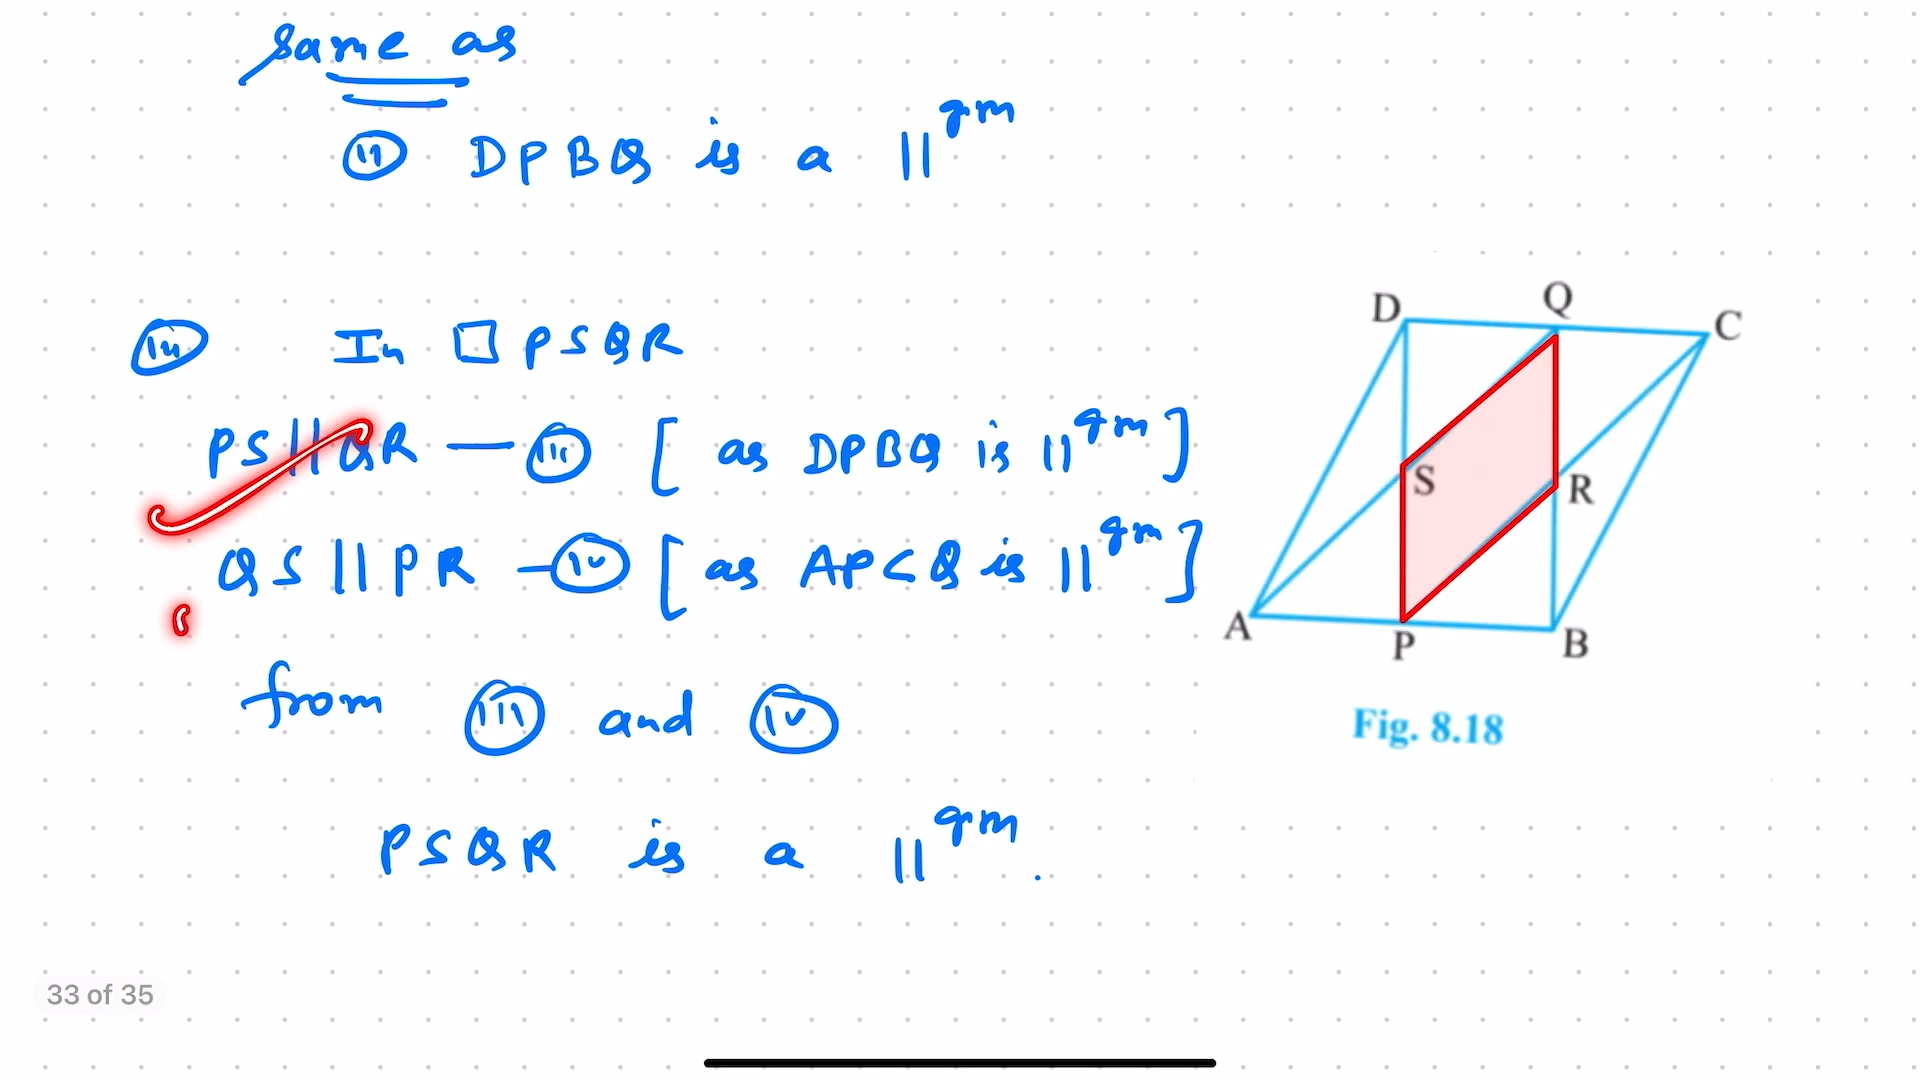 same as
(ii) DPBQ is a ||gm
(iii) In □ PSQR
PS || QR — (iii) [ as DPBQ is ||gm ]
QS || PR — (iv) [ as APCQ is ||gm ]
from (iii) and (iv)
PSQR is a ||gm.
D Q C
S R
A P B
Fig. 8.18
33 of 35